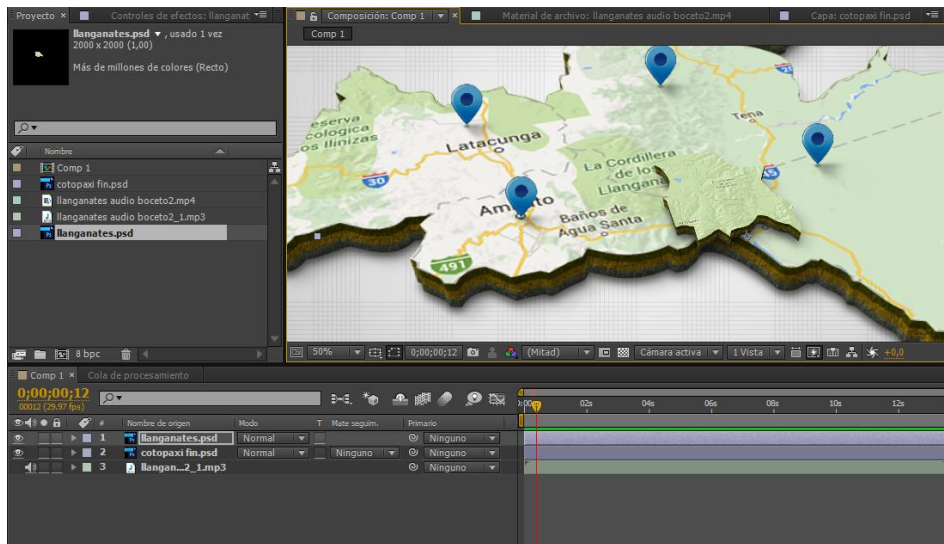 Proyecto × Controles de efectos: llanganat
llanganates.psd ▼ , usado 1 vez
2000 x 2000 (1,00)
Más de millones de colores (Recto)
Nombre
Comp 1
cotopaxi fin.psd
llanganates audio boceto2.mp4
llanganates audio boceto2_1.mp3
llanganates.psd
8 bpc
Composición: Comp 1 × Material de archivo: llanganates audio boceto2.mp4 Capa: cotopaxi fin.psd
Comp 1
Tena
eserva
cologica
os Ilinizas
Latacunga
30
La Cordillera
de los
Llangana
45
Ambato
Baños de
Agua Santa
491
50% 0;00;00;12 (Mitad) Cámara activa 1 Vista +0,0
Comp 1 × Cola de procesamiento
0;00;00;12
00012 (29.97 fps)
# Nombre de origen Modo T Mate seguim. Primario
1 llanganates.psd Normal Ninguno
2 cotopaxi fin.psd Normal Ninguno Ninguno
3 llangan...2_1.mp3 Ninguno
02s 04s 06s 08s 10s 12s